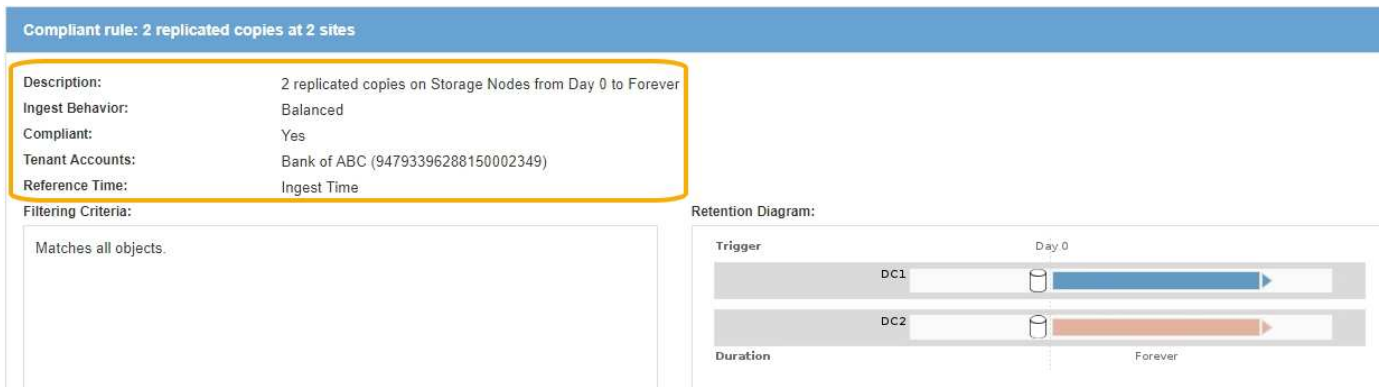 Compliant rule: 2 replicated copies at 2 sites
Description: 2 replicated copies on Storage Nodes from Day 0 to Forever
Ingest Behavior: Balanced
Compliant: Yes
Tenant Accounts: Bank of ABC (94793396288150002349)
Reference Time: Ingest Time
Filtering Criteria:
Matches all objects.
Retention Diagram:
Trigger Day 0
DC1
DC2
Duration Forever